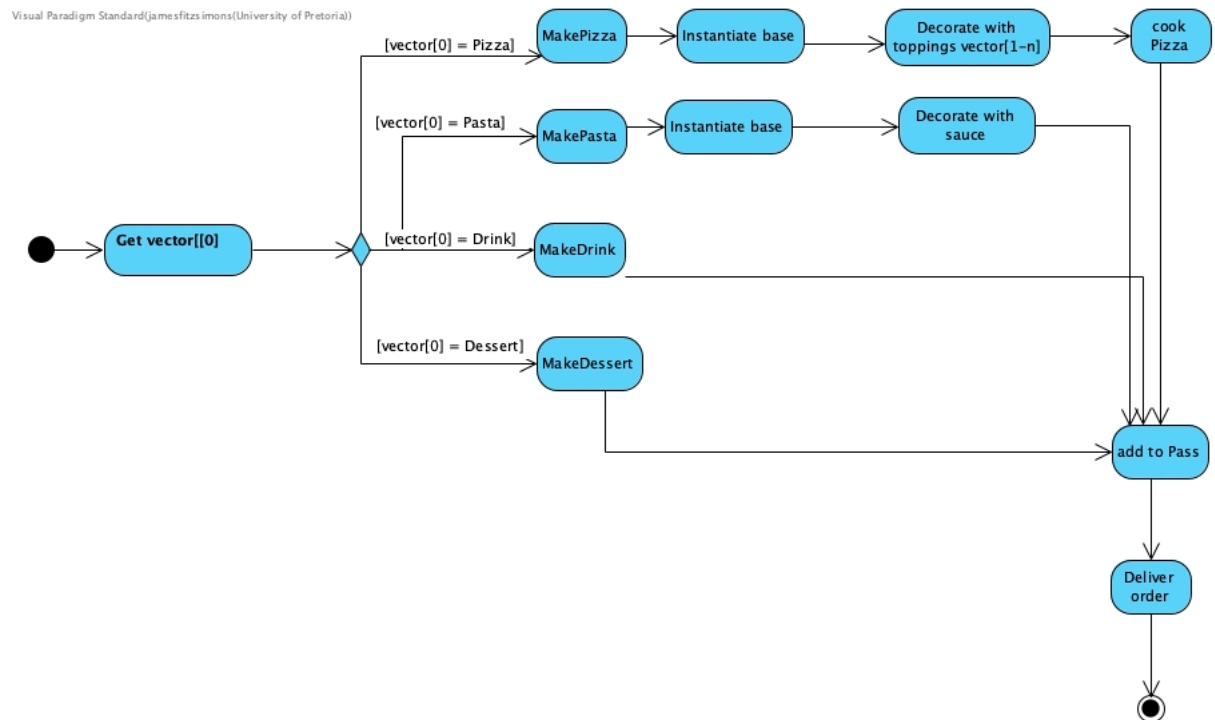 Visual Paradigm Standard(jamesfitzsimons(University of Pretoria))
[vector[0] = Pizza]
MakePizza
Instantiate base
Decorate with
toppings vector[1-n]
cook
Pizza
[vector[0] = Pasta]
MakePasta
Instantiate base
Decorate with
sauce
Get vector[[0]
[vector[0] = Drink]
MakeDrink
[vector[0] = Dessert]
MakeDessert
add to Pass
Deliver
order